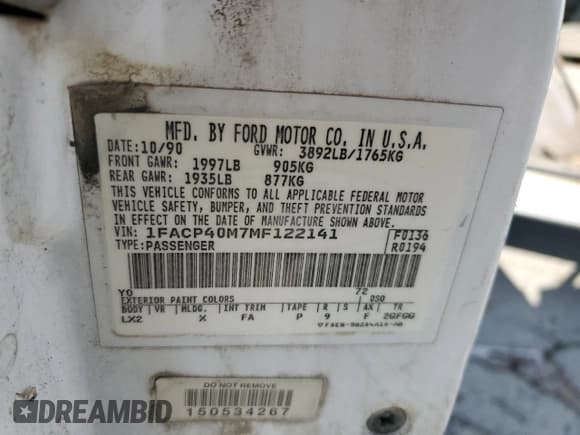 MFD. BY FORD MOTOR CO. IN U.S.A.
DATE: 10/90 GVWR: 3892LB/1765KG
FRONT GAWR: 1997LB 905KG
REAR GAWR: 1935LB 877KG
THIS VEHICLE CONFORMS TO ALL APPLICABLE FEDERAL MOTOR
VEHICLE SAFETY, BUMPER, AND THEFT PREVENTION STANDARDS
IN EFFECT ON THE DATE OF MANUFACTURE SHOWN ABOVE.
VIN: 1FACP40M7MF122141 F0136
TYPE: PASSENGER R0194
YO 72
EXTERIOR PAINT COLORS DSO
BODY VR MLDG. INT TRIM TAPE R S AX TR
LX2 X FA P 9 F 2GFGG
DO NOT REMOVE
150534267
DREAMBID